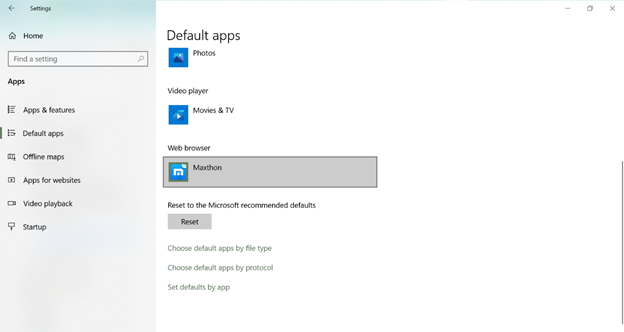 Settings
Home
Find a setting
Apps
Apps & features
Default apps
Offline maps
Apps for websites
Video playback
Startup
Default apps
Photos
Video player
Movies & TV
Web browser
Maxthon
Reset to the Microsoft recommended defaults
Reset
Choose default apps by file type
Choose default apps by protocol
Set defaults by app